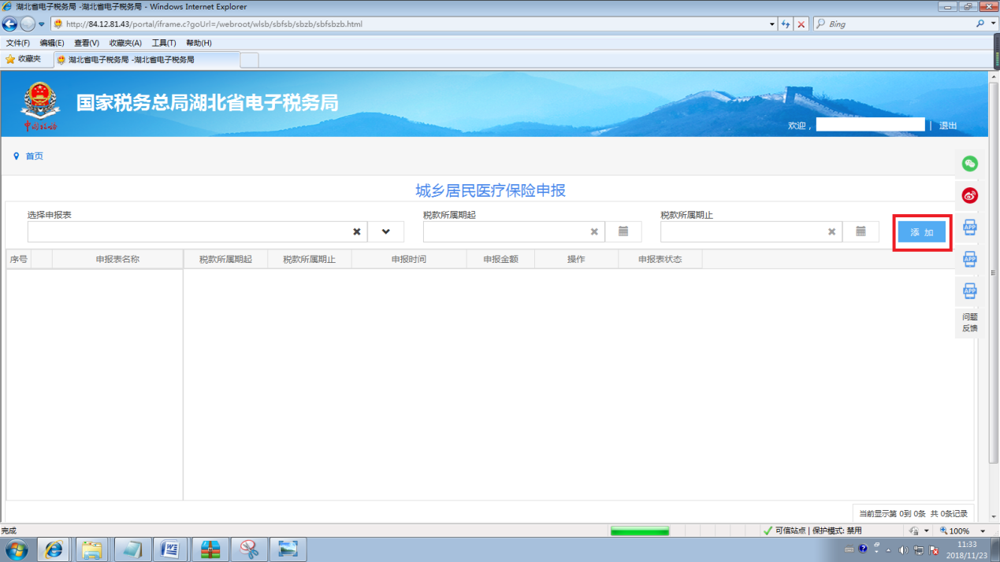 湖北省电子税务局 -湖北省电子税务局 - Windows Internet Explorer
http://84.12.81.43/portal/iframe.c?goUrl=/webroot/wlsb/sbfsb/sbzb/sbfsbzb.html
Bing
文件(F) 编辑(E) 查看(V) 收藏夹(A) 工具(T) 帮助(H)
收藏夹 湖北省电子税务局 -湖北省电子税务局
国家税务总局湖北省电子税务局
中国税务
欢迎， | 退出
首页
城乡居民医疗保险申报
选择申报表 税款所属期起 税款所属期止
添 加
序号 申报表名称 税款所属期起 税款所属期止 申报时间 申报金额 操作 申报表状态
APP
APP
APP
问题
反馈
当前显示第 0到 0条 共 0条记录
完成 可信站点 | 保护模式: 禁用 100%
11:33
2018/11/23